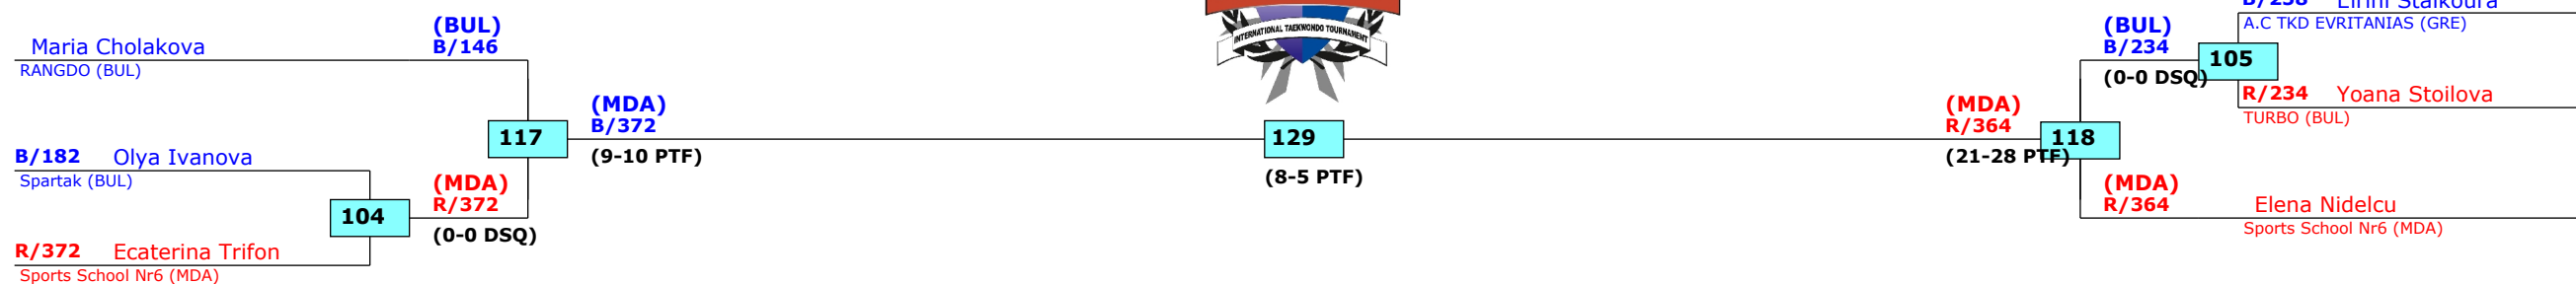 (BUL)
B/146
Maria Cholakova
RANGDO (BUL)
117
(MDA)
B/372
(9-10 PTF)
B/182 Olya Ivanova
Spartak (BUL)
104
(MDA)
R/372
(0-0 DSQ)
R/372 Ecaterina Trifon
Sports School Nr6 (MDA)
INTERNATIONAL TAEKWONDO TOURNAMENT
129
(8-5 PTF)
(MDA)
R/364
(21-28 PTF)
118
(BUL)
B/234
(0-0 DSQ)
105
B/238 Eirini Staikoura
A.C TKD EVRITANIAS (GRE)
R/234 Yoana Stoilova
TURBO (BUL)
(MDA)
R/364
Elena Nidelcu
Sports School Nr6 (MDA)